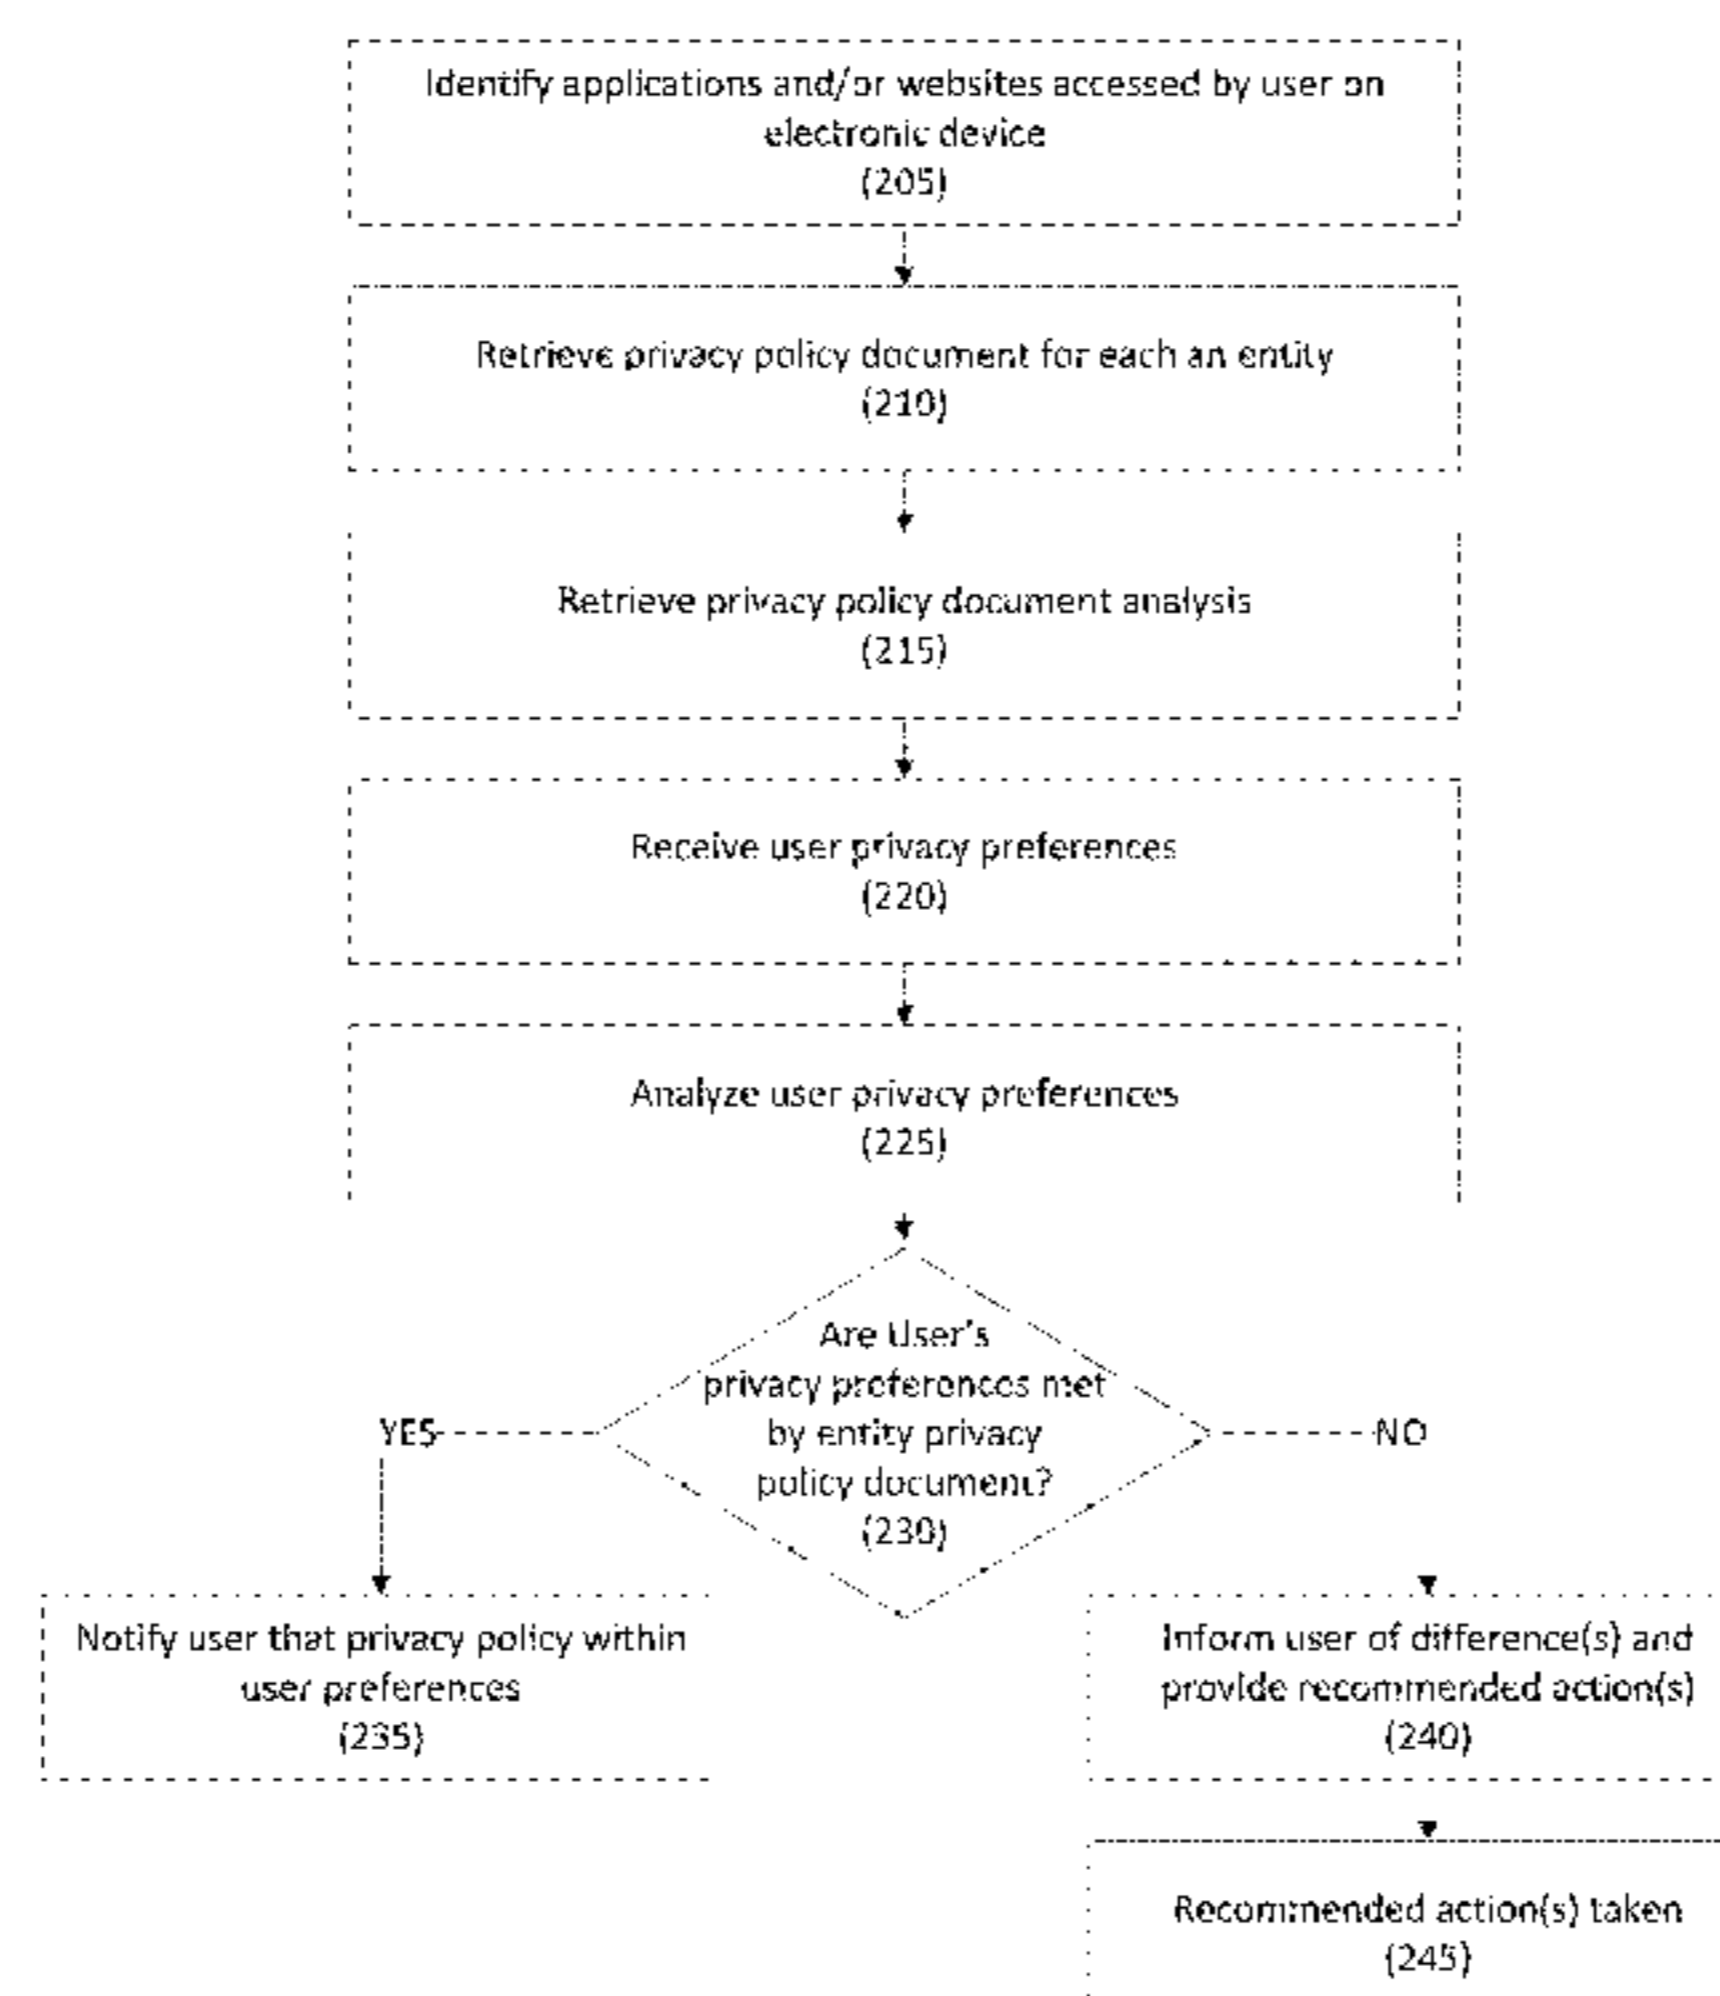 Identify applications and/or websites accessed by user on
electronic device
(205)
Retrieve privacy policy document for each an entity
(210)
Retrieve privacy policy document analysis
(215)
Receive user privacy preferences
(220)
Analyze user privacy preferences
(225)
Are User's
privacy preferences met
by entity privacy
policy document?
(230)
YES
NO
Notify user that privacy policy within
user preferences
(235)
Inform user of difference(s) and
provide recommended action(s)
(240)
Recommended action(s) taken
(245)